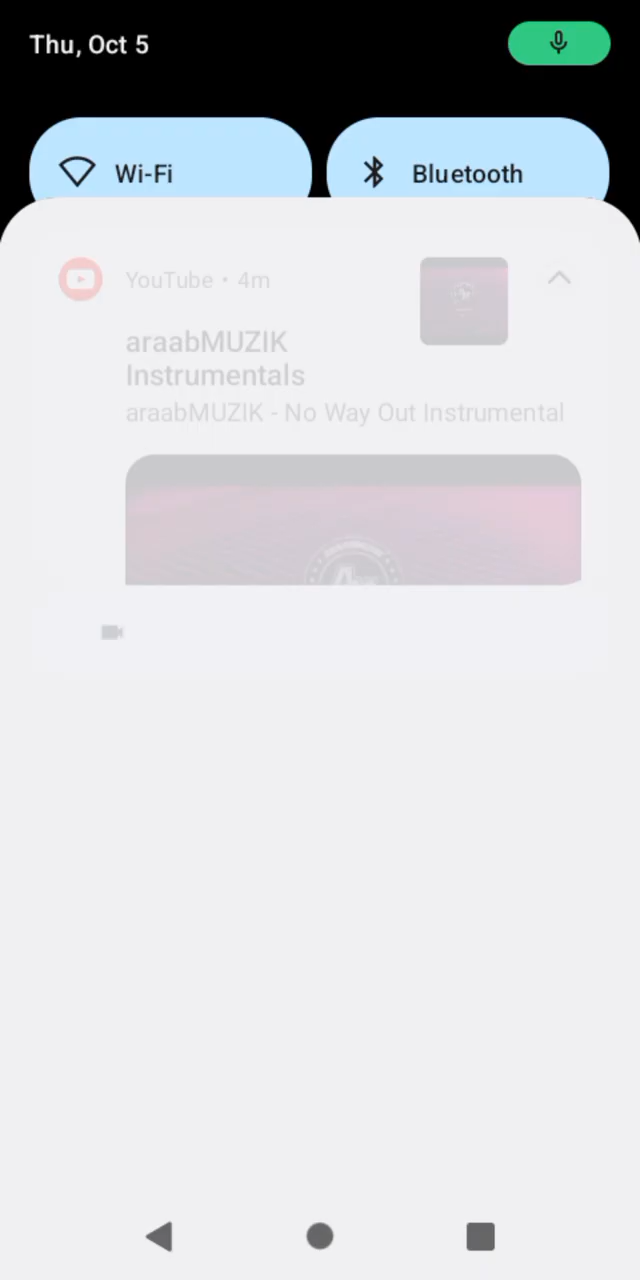 Thu, Oct 5
Wi-Fi
Bluetooth
YouTube • 4m
araabMUZIK
Instrumentals
araabMUZIK - No Way Out Instrumental